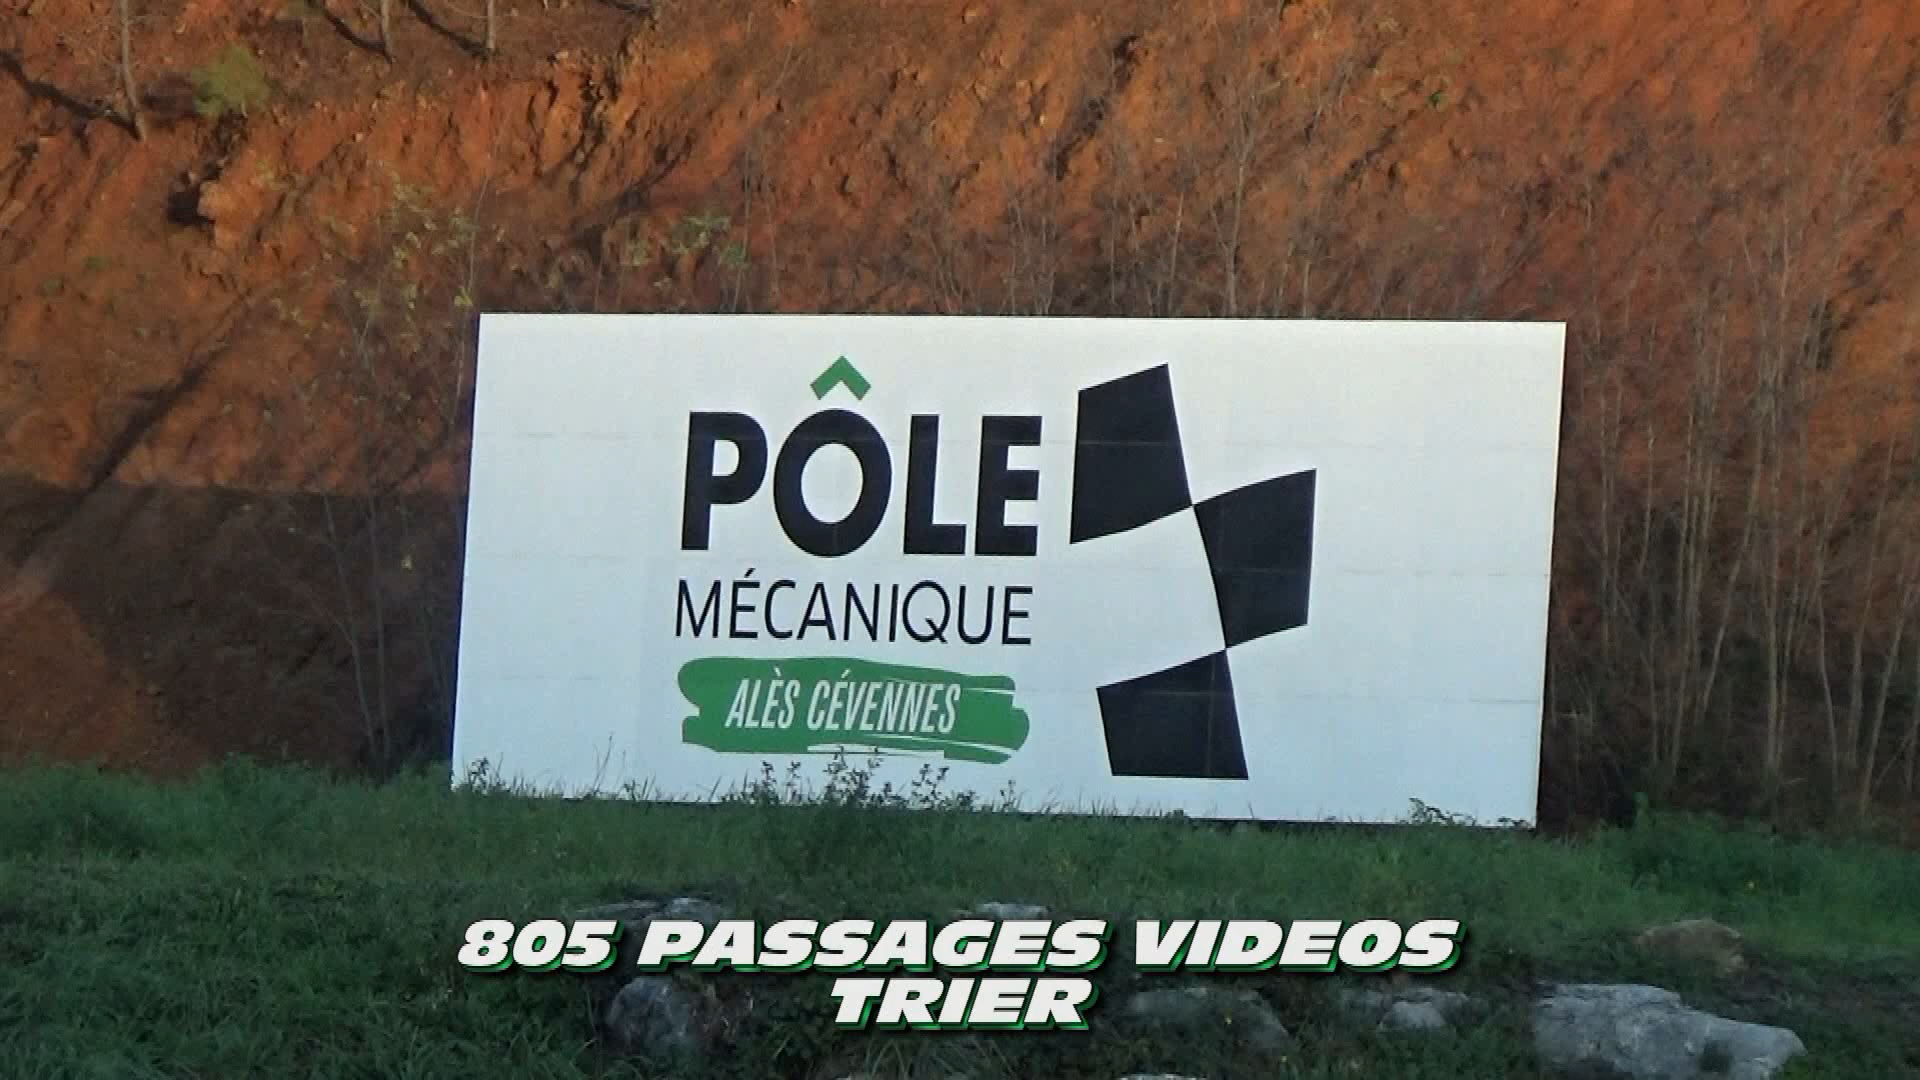 PÔLE
MÉCANIQUE
ALÈS CÉVENNES
805 PASSAGES VIDEOS
TRIER